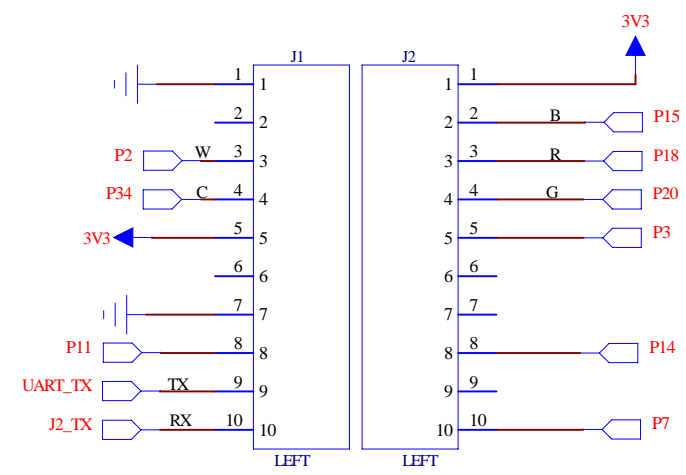 3V3
J1 J2
1 1 1 1
2 2 2 2 B P15
P2 W 3 3 3 3 R P18
P34 C 4 4 4 4 G P20
3V3 5 5 5 5 P3
6 6 6 6
7 7 7 7
P11 8 8 8 8 P14
UART_TX TX 9 9 9 9
J2_TX RX 10 10 10 10 P7
LEFT LEFT